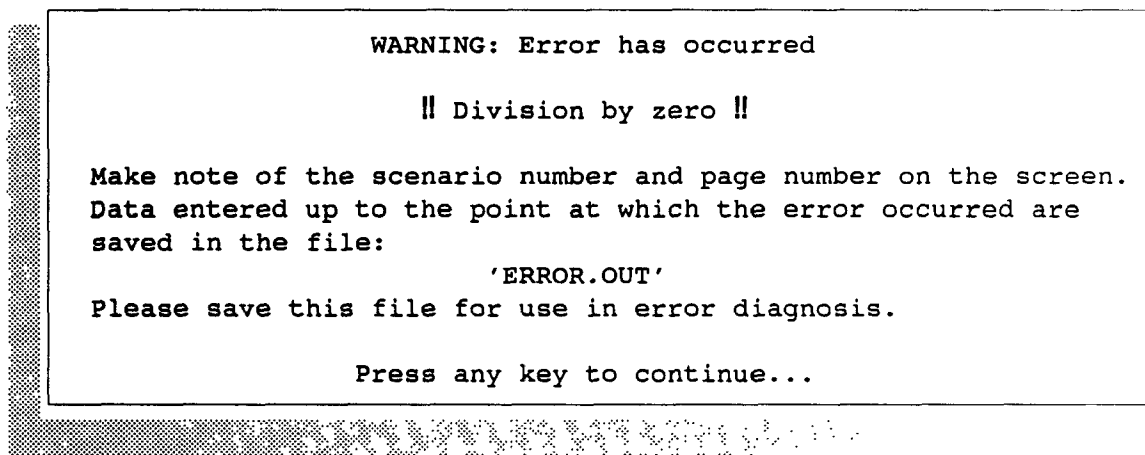 WARNING: Error has occurred
‼ Division by zero ‼
Make note of the scenario number and page number on the screen.
Data entered up to the point at which the error occurred are
saved in the file:
'ERROR.OUT'
Please save this file for use in error diagnosis.
Press any key to continue...